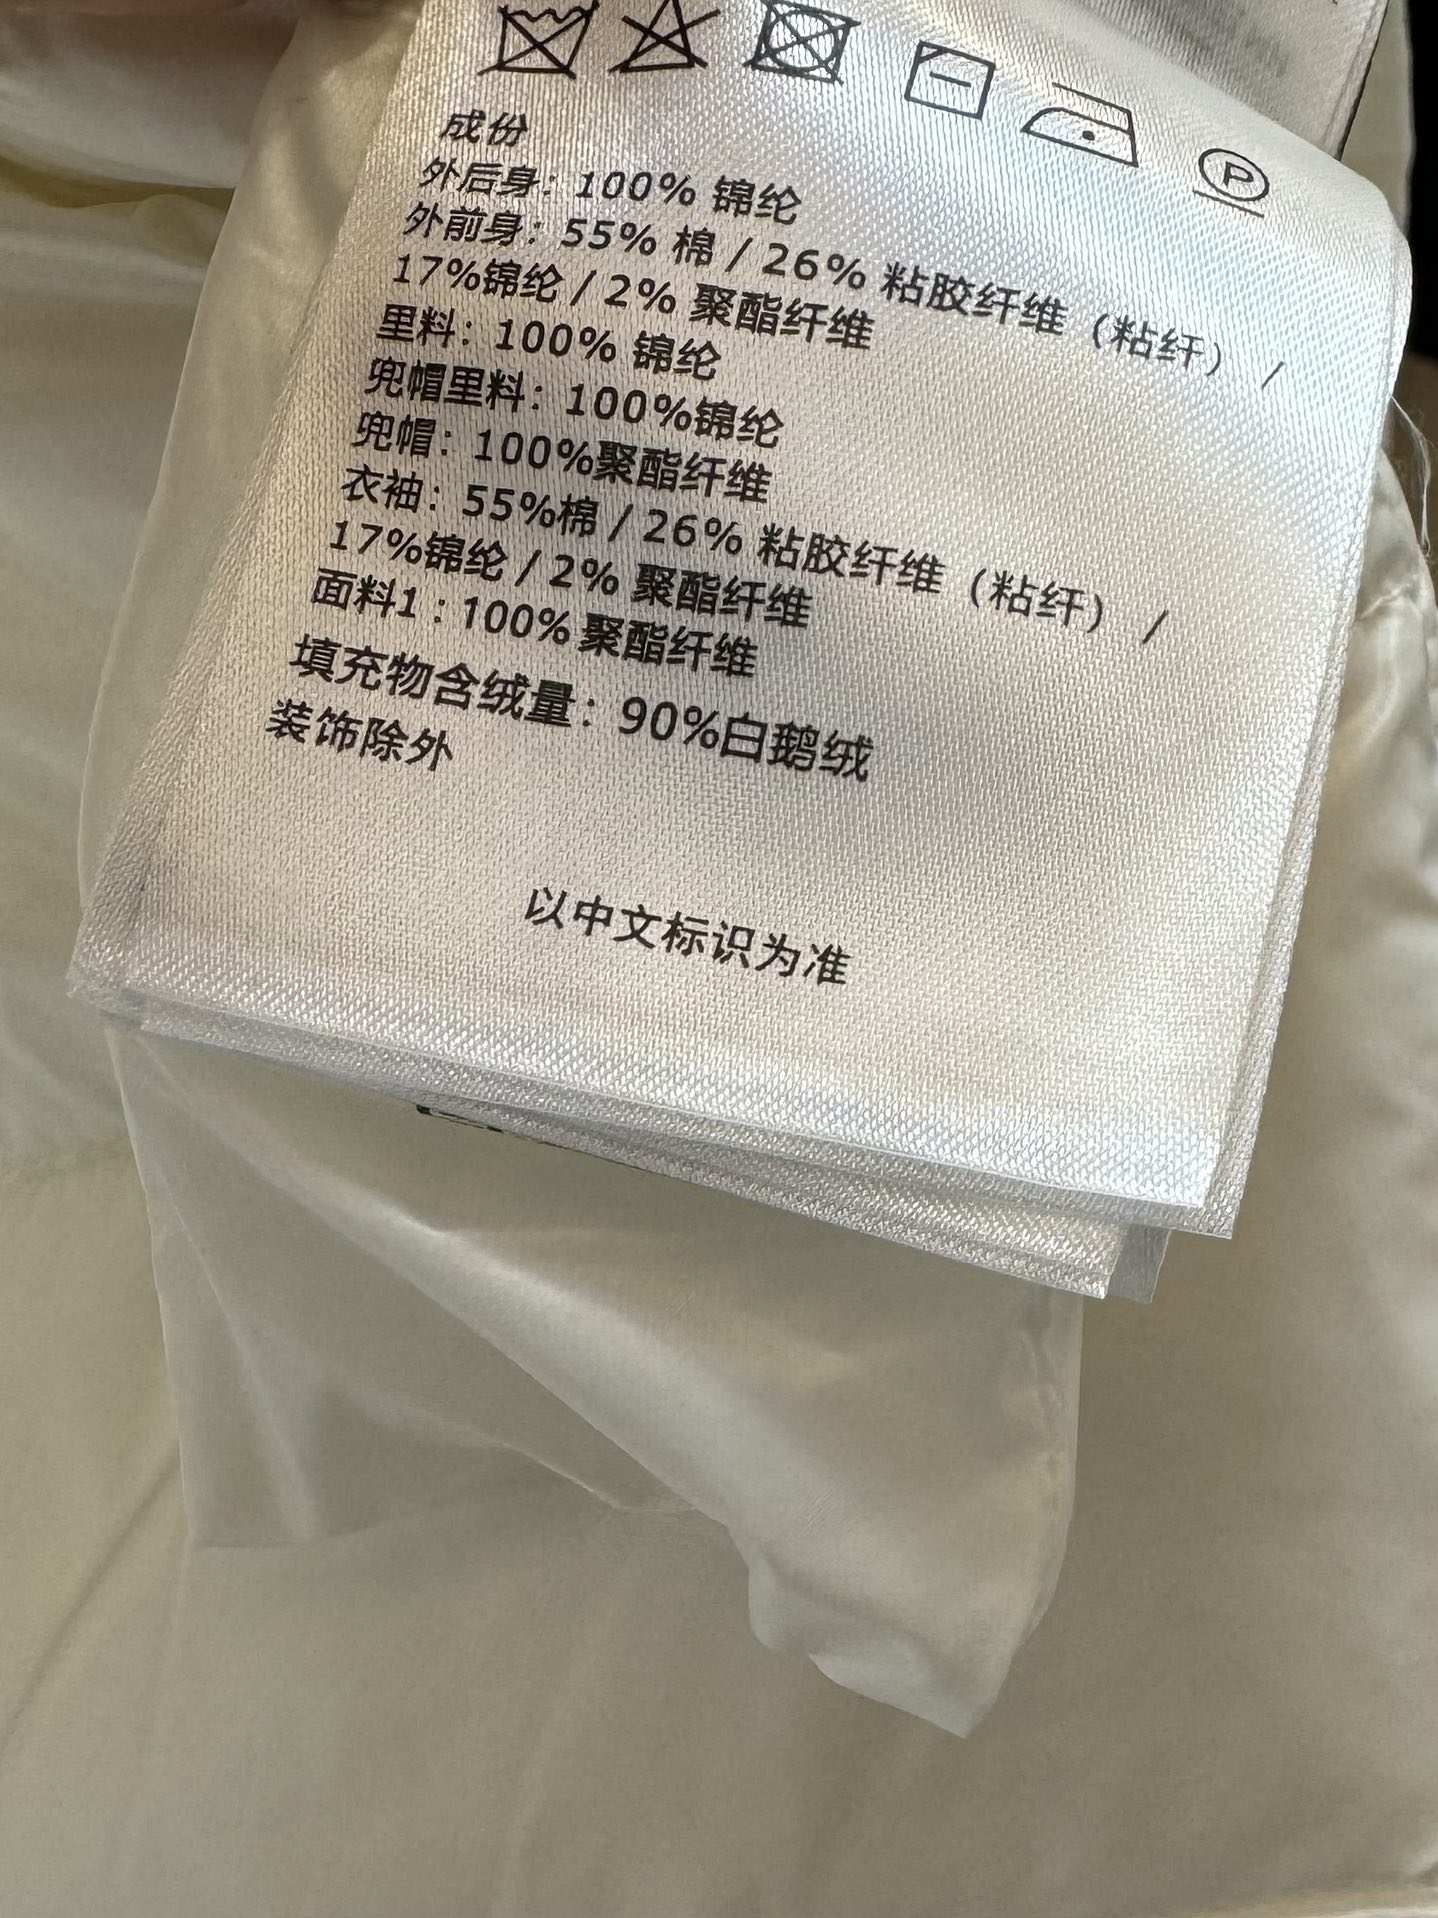 P
成份
外后身：100% 锦纶
外前身：55% 棉 / 26% 粘胶纤维（粘纤） /
17%锦纶 / 2% 聚酯纤维
里料：100% 锦纶
兜帽里料：100%锦纶
兜帽：100%聚酯纤维
衣袖：55%棉 / 26% 粘胶纤维（粘纤） /
17%锦纶 / 2% 聚酯纤维
面料1：100% 聚酯纤维
填充物含绒量：90%白鹅绒
装饰除外
以中文标识为准